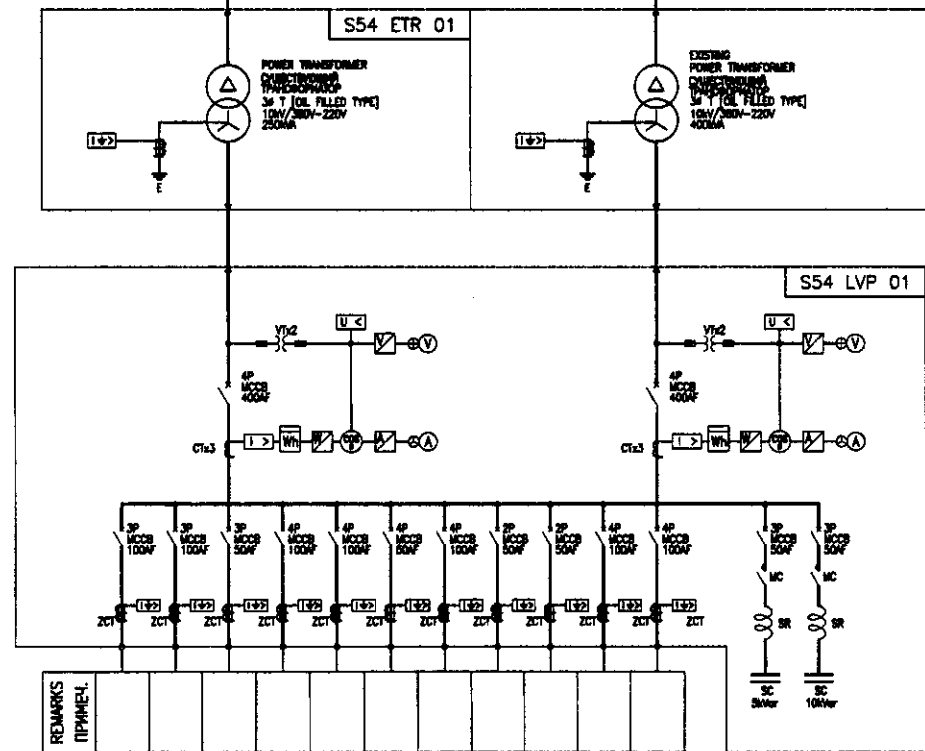 S54 ETR 01
POWER TRANSFORMER
СУЩЕСТВУЮЩИЙ
ТРАНСФОРМАТОР
3ø T [OIL FILLED TYPE]
10kV/380V-220V
250kVA
I ⏚>
E
EXISTING
POWER TRANSFORMER
СУЩЕСТВУЮЩИЙ
ТРАНСФОРМАТОР
3ø T [OIL FILLED TYPE]
10kV/380V-220V
400kVA
I ⏚>
E
S54 LVP 01
VTx2
U <
V
V
4P
MCCB
400AF
CTx3
I >
Wh
W
cos φ
A
A
VTx2
U <
V
V
4P
MCCB
400AF
CTx3
I >
Wh
W
cos φ
A
A
3P
MCCB
100AF
3P
MCCB
100AF
3P
MCCB
50AF
4P
MCCB
100AF
4P
MCCB
100AF
4P
MCCB
4P
MCCB
100AF
2P
MCCB
50AF
2P
MCCB
50AF
4P
MCCB
100AF
4P
MCCB
100AF
3P
MCCB
50AF
3P
MCCB
50AF
MC
MC
I ⏚> I ⏚> I ⏚> I ⏚> I ⏚> I ⏚> I ⏚> I ⏚> I ⏚> I ⏚> I ⏚>
ZCT ZCT ZCT ZCT ZCT ZCT ZCT ZCT ZCT ZCT ZCT
SR
SR
SC
5kVar
SC
10kVar
REMARKS
ПРИМЕЧ.